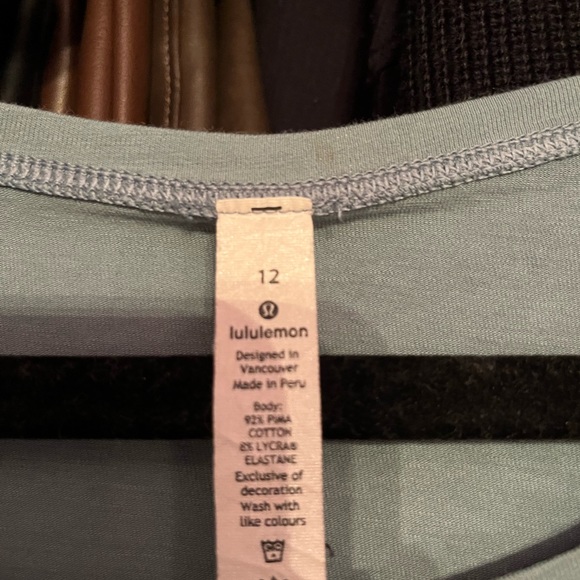 12
lululemon
Designed in
Vancouver
Made in Peru
Body:
92% PIMA
COTTON
8% LYCRA®
ELASTANE
Exclusive of
decoration
Wash with
like colours